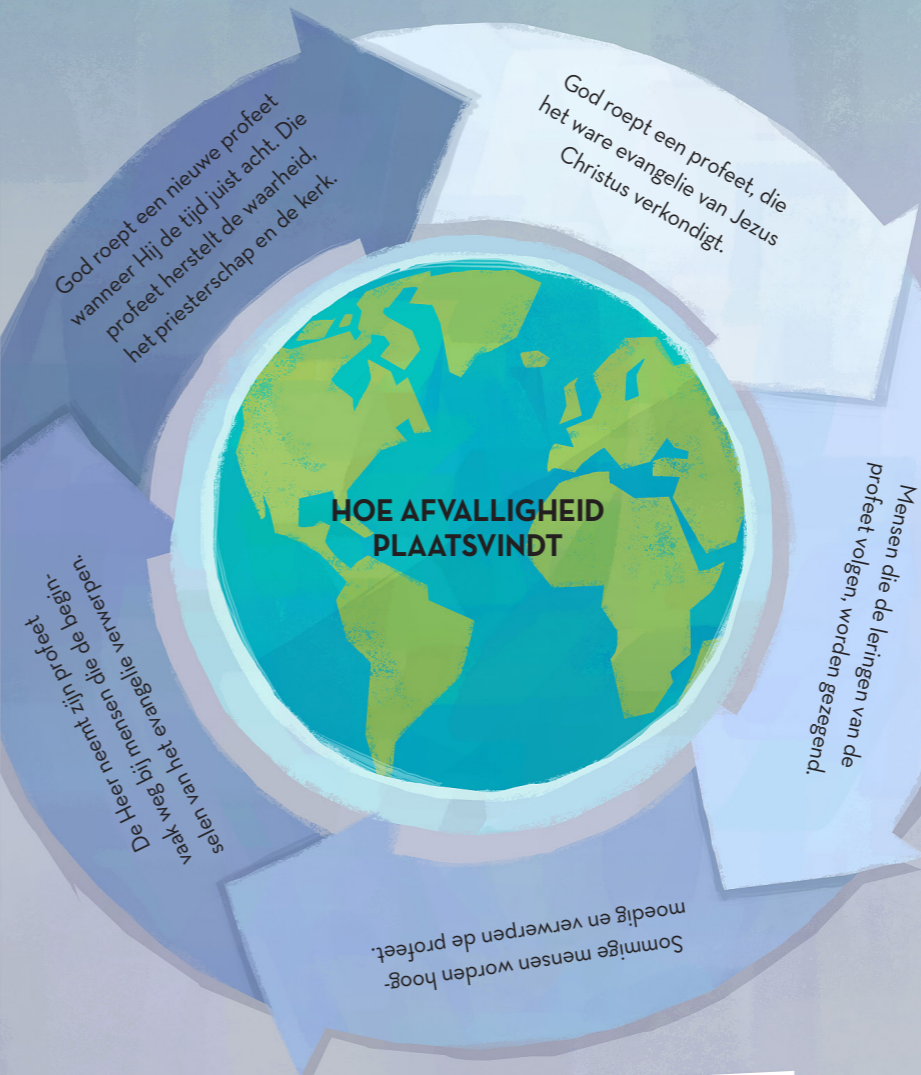 HOE AFVALLIGHEID
PLAATSVINDT
God roept een profeet, die
het ware evangelie van Jezus
Christus verkondigt.
Mensen die de leringen van de
profeet volgen, worden gezegend.
Sommige mensen worden hoog-
moedig en verwerpen de profeet.
De Heer neemt zijn profeet
vaak weg bij mensen die de begin-
selen van het evangelie verwerpen.
God roept een nieuwe profeet
wanneer Hij de tijd juist acht. Die
profeet herstelt de waarheid,
het priesterschap en de kerk.